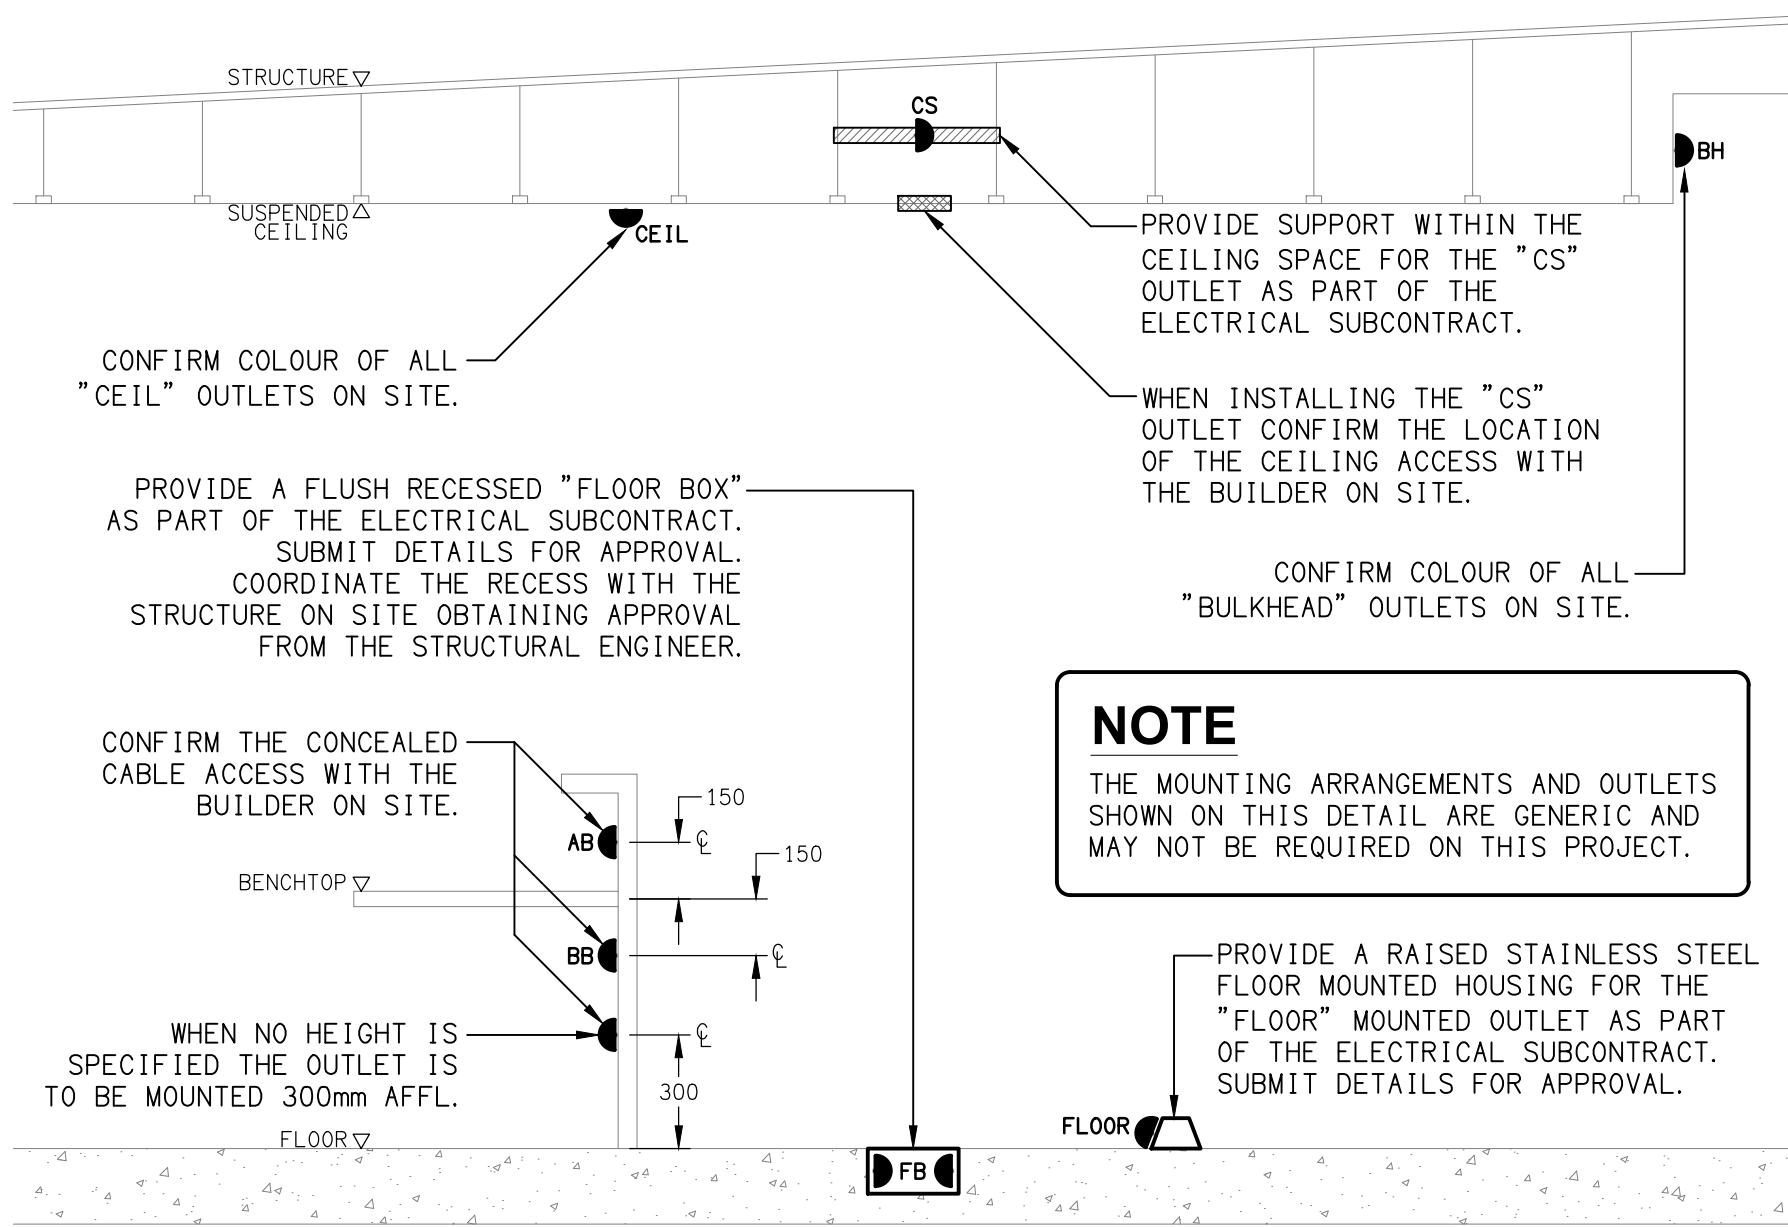 STRUCTURE
CS
BH
SUSPENDED
CEILING
CEIL
PROVIDE SUPPORT WITHIN THE
CEILING SPACE FOR THE "CS"
OUTLET AS PART OF THE
ELECTRICAL SUBCONTRACT.
CONFIRM COLOUR OF ALL
"CEIL" OUTLETS ON SITE.
WHEN INSTALLING THE "CS"
OUTLET CONFIRM THE LOCATION
OF THE CEILING ACCESS WITH
THE BUILDER ON SITE.
PROVIDE A FLUSH RECESSED "FLOOR BOX"
AS PART OF THE ELECTRICAL SUBCONTRACT.
SUBMIT DETAILS FOR APPROVAL.
COORDINATE THE RECESS WITH THE
STRUCTURE ON SITE OBTAINING APPROVAL
FROM THE STRUCTURAL ENGINEER.
CONFIRM COLOUR OF ALL
"BULKHEAD" OUTLETS ON SITE.
NOTE
THE MOUNTING ARRANGEMENTS AND OUTLETS
SHOWN ON THIS DETAIL ARE GENERIC AND
MAY NOT BE REQUIRED ON THIS PROJECT.
CONFIRM THE CONCEALED
CABLE ACCESS WITH THE
BUILDER ON SITE.
150
AB
℄
150
BENCHTOP
BB
℄
WHEN NO HEIGHT IS
SPECIFIED THE OUTLET IS
TO BE MOUNTED 300mm AFFL.
℄
300
PROVIDE A RAISED STAINLESS STEEL
FLOOR MOUNTED HOUSING FOR THE
"FLOOR" MOUNTED OUTLET AS PART
OF THE ELECTRICAL SUBCONTRACT.
SUBMIT DETAILS FOR APPROVAL.
FLOOR
FLOOR
FB